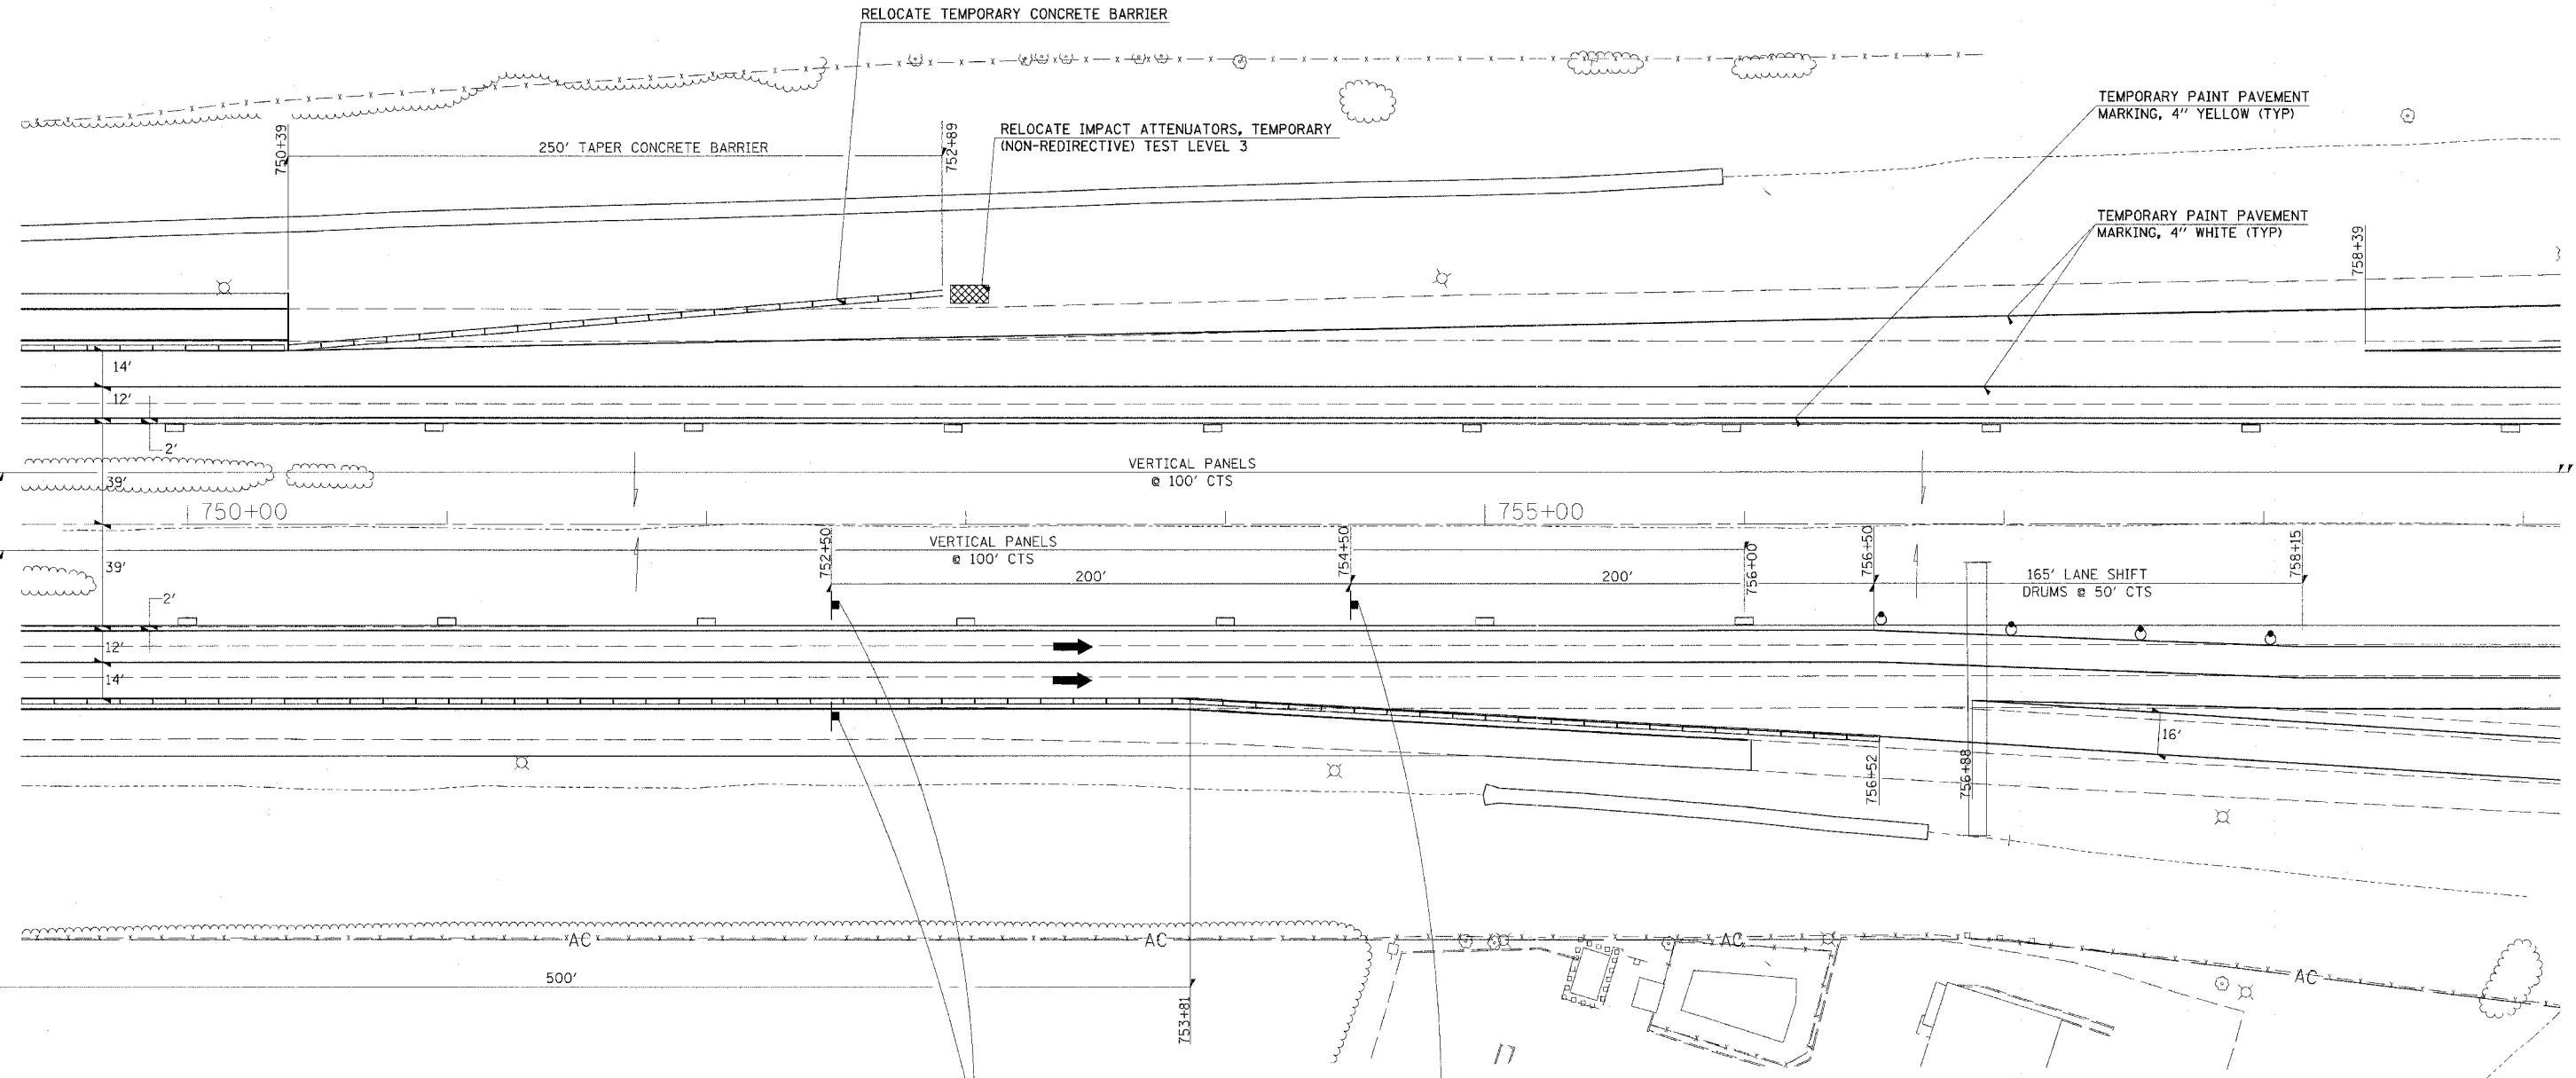 RELOCATE TEMPORARY CONCRETE BARRIER
TEMPORARY PAINT PAVEMENT
MARKING, 4" YELLOW (TYP)
750+39
250' TAPER CONCRETE BARRIER
752+89
RELOCATE IMPACT ATTENUATORS, TEMPORARY
(NON-REDIRECTIVE) TEST LEVEL 3
TEMPORARY PAINT PAVEMENT
MARKING, 4" WHITE (TYP)
758+39
14'
12'
2'
VERTICAL PANELS
@ 100' CTS
39'
750+00
755+00
VERTICAL PANELS
@ 100' CTS
752+50
754+50
756+00
756+50
758+15
39'
200'
200'
165' LANE SHIFT
DRUMS @ 50' CTS
2'
12'
14'
16'
756+52
756+88
AC
AC
AC
AC
500'
753+81